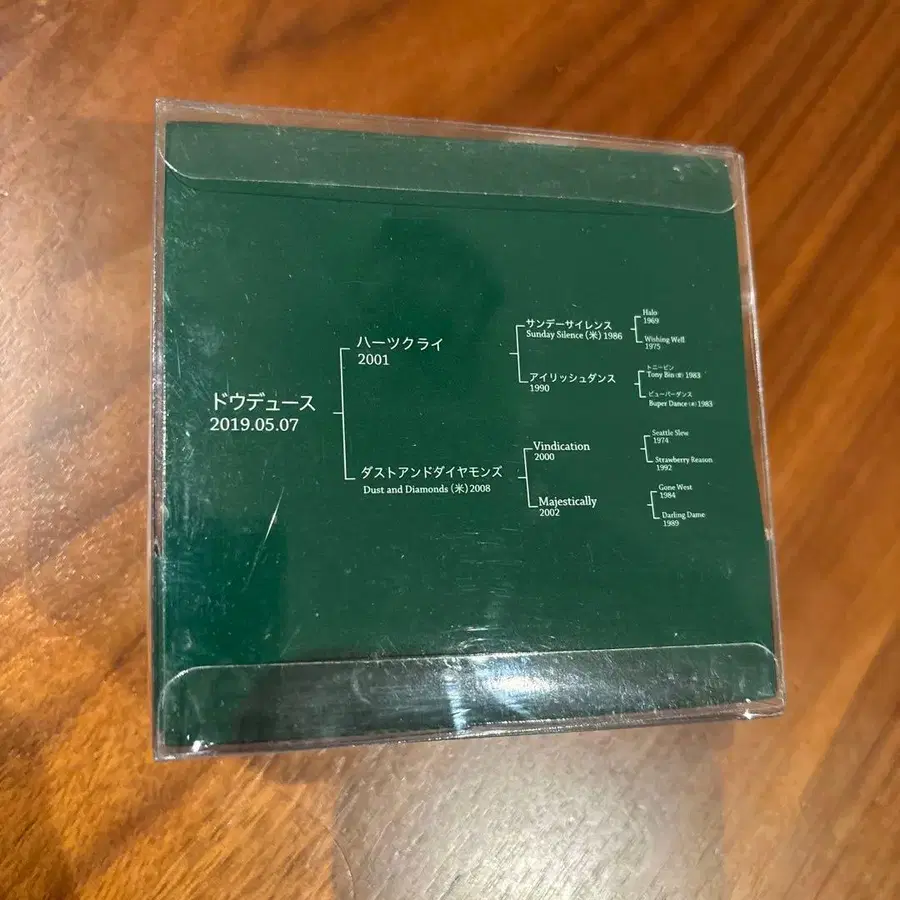 ドウデュース
2019.05.07
ハーツクライ
2001
ダストアンドダイヤモンズ
Dust and Diamonds (米) 2008
サンデーサイレンス
Sunday Silence (米) 1986
アイリッシュダンス
1990
Vindication
2000
Majestically
2002
Halo
1969
Wishing Well
1975
トニービン
Tony Bin (愛) 1983
ビューパーダンス
Buper Dance (米) 1983
Seattle Slew
1974
Strawberry Reason
1992
Gone West
1984
Darling Dame
1989